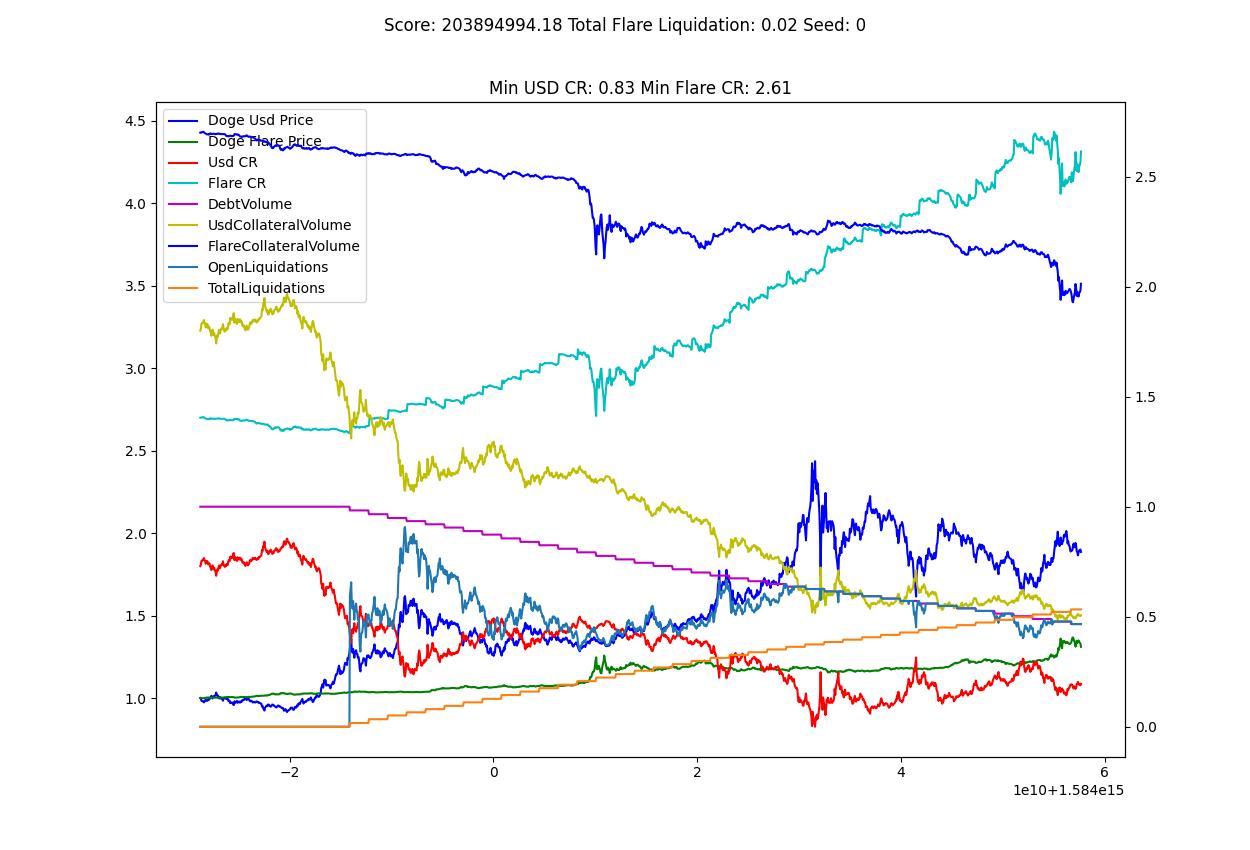 Score: 203894994.18 Total Flare Liquidation: 0.02 Seed: 0
Min USD CR: 0.83 Min Flare CR: 2.61
Doge Usd Price
Doge Flare Price
Usd CR
Flare CR
DebtVolume
UsdCollateralVolume
FlareCollateralVolume
OpenLiquidations
TotalLiquidations
4.5
4.0
3.5
3.0
2.5
2.0
1.5
1.0
2.5
2.0
1.5
1.0
0.5
0.0
−2
0
2
4
6
1e10+1.584e15